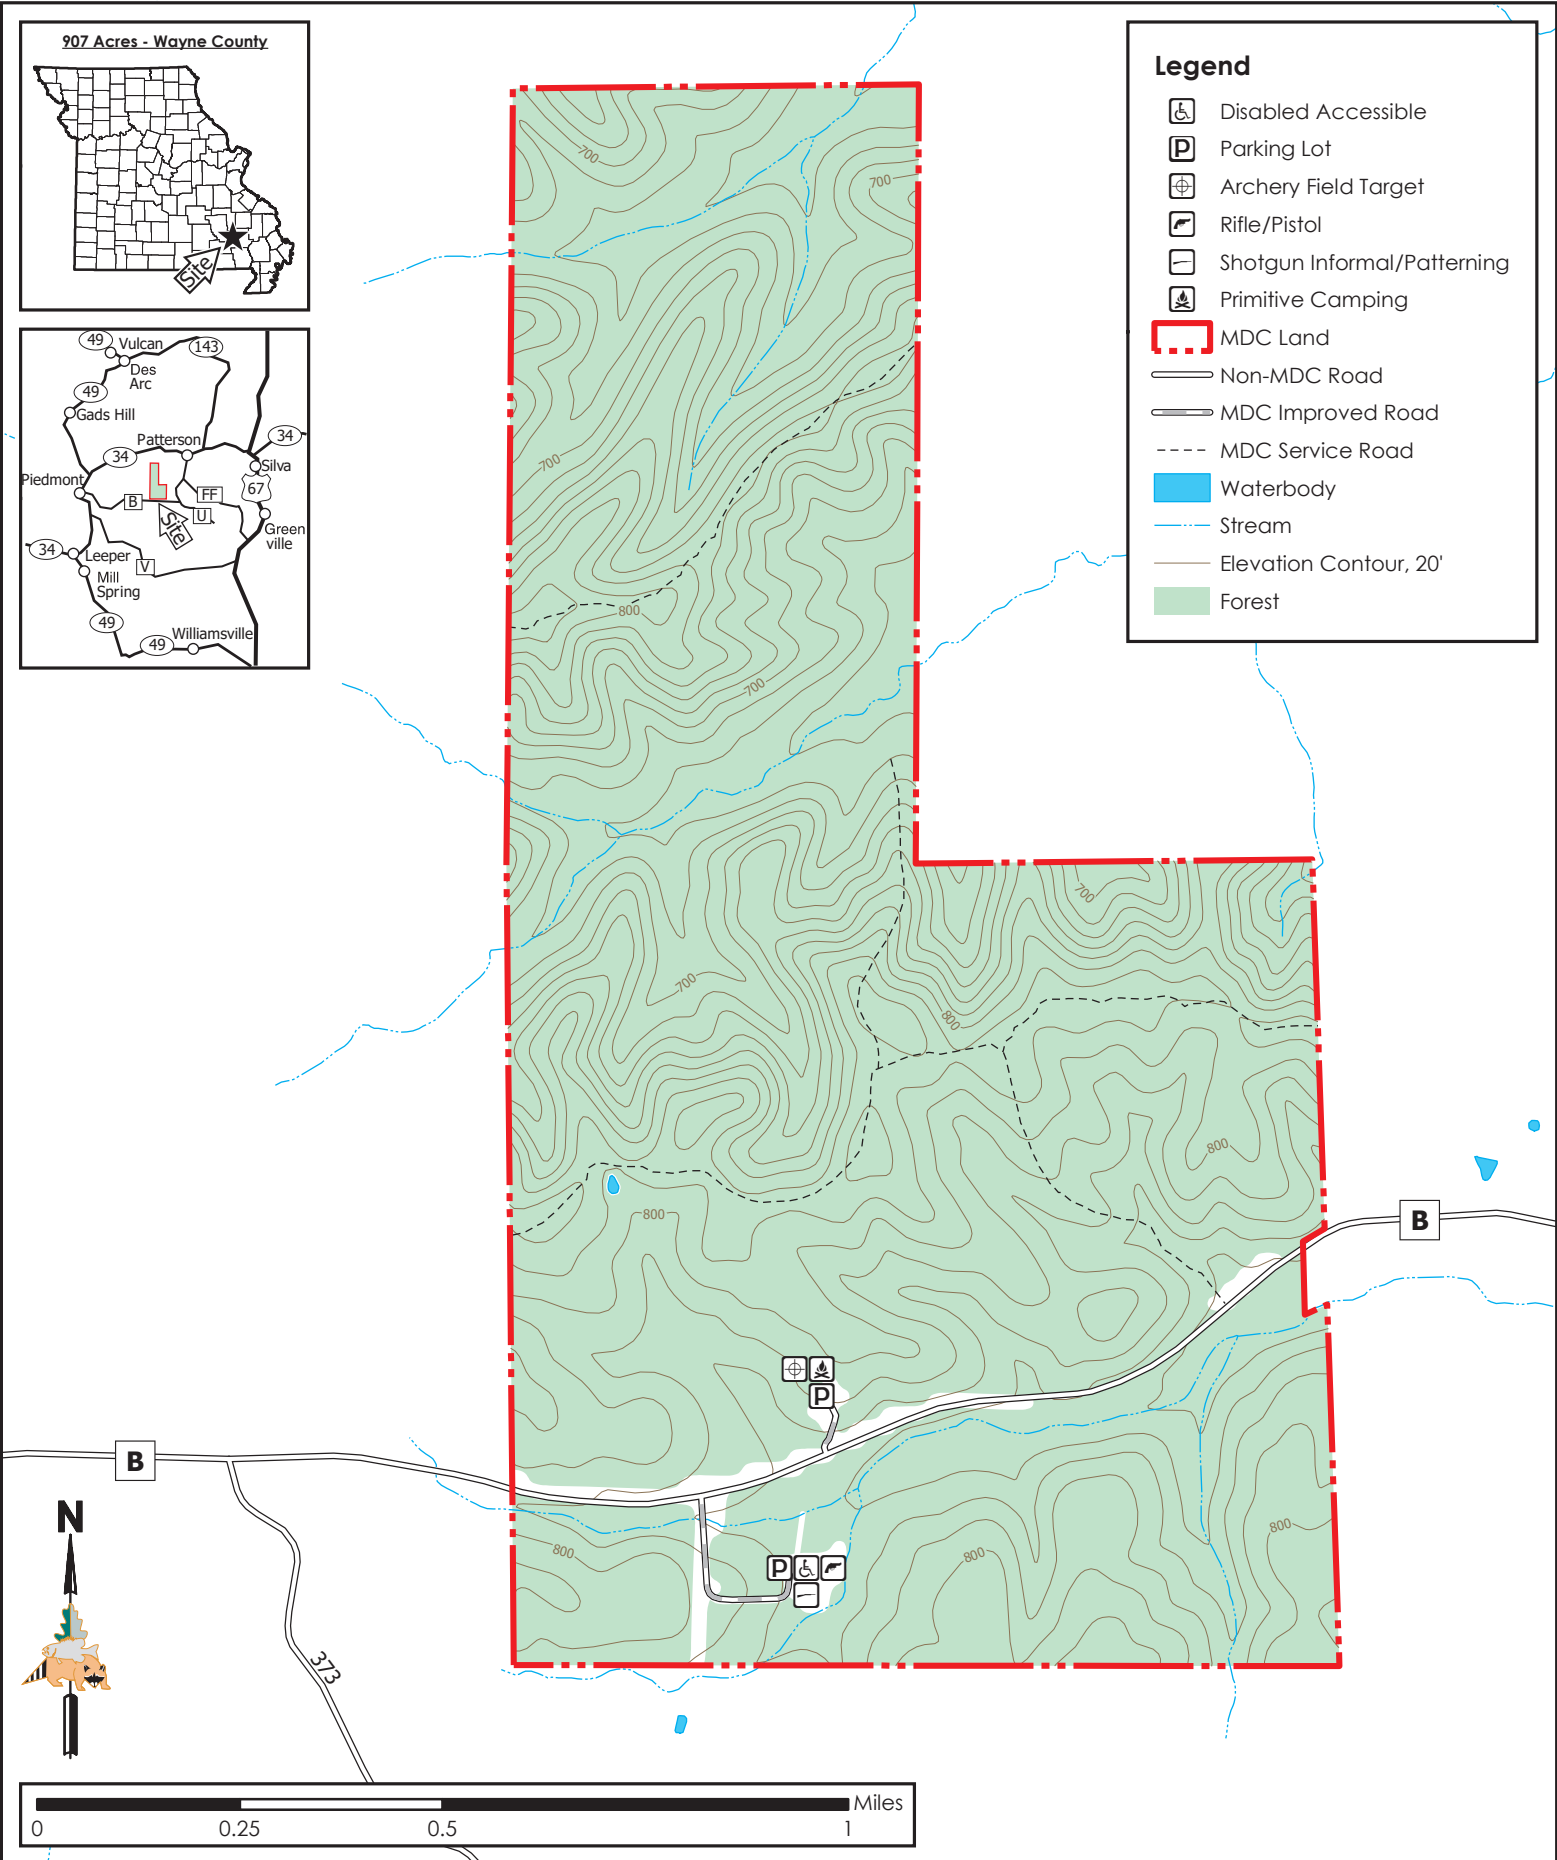 907 Acres - Wayne County
Site
49
Vulcan
143
Des
Arc
49
Gads Hill
Patterson
34
34
Silva
Piedmont
67
B
FF
U
Site
Green
ville
34
Leeper
V
Mill
Spring
49
Williamsville
49
Legend
Disabled Accessible
P
Parking Lot
Archery Field Target
Rifle/Pistol
Shotgun Informal/Patterning
Primitive Camping
MDC Land
Non-MDC Road
MDC Improved Road
MDC Service Road
Waterbody
Stream
Elevation Contour, 20'
Forest
700
700
700
800
700
700
700
800
800
800
B
P
B
800
800
800
P
N
373
Miles
0
0.25
0.5
1